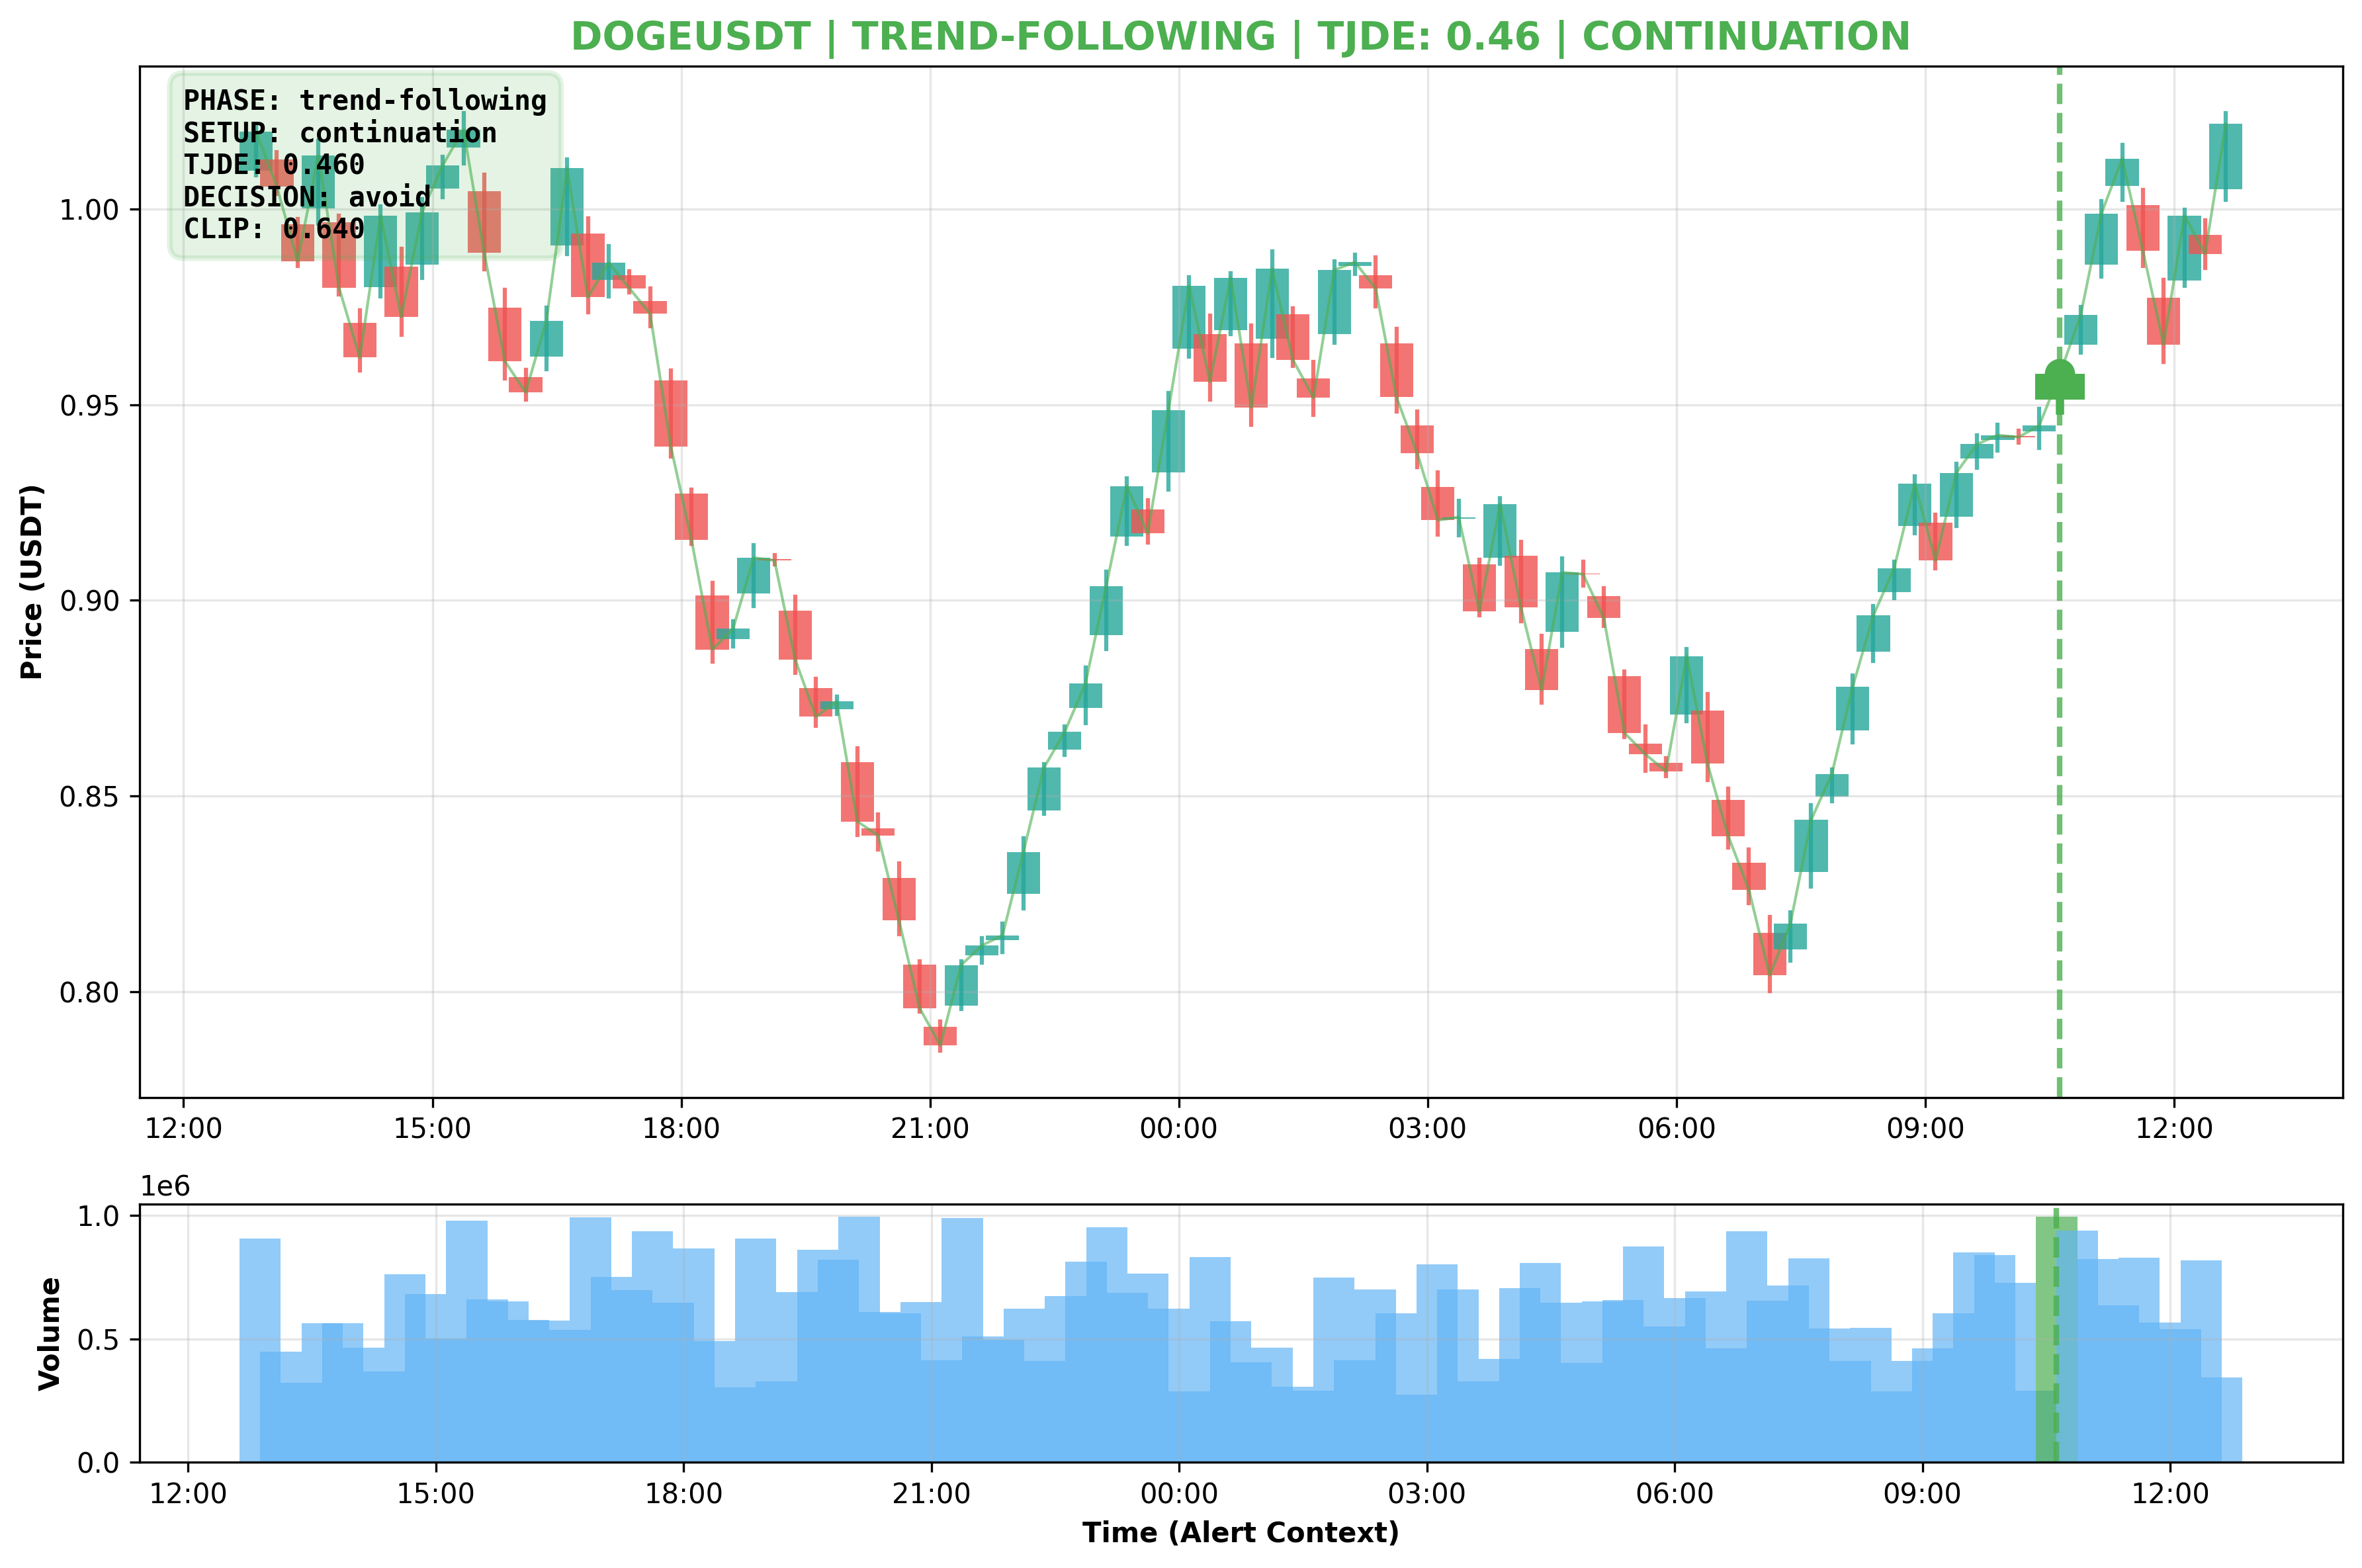 DOGEUSDT | TREND-FOLLOWING | TJDE: 0.46 | CONTINUATION
PHASE: trend-following
SETUP: continuation
TJDE: 0.460
DECISION: avoid
CLIP: 0.640
Price (USDT)
1.00
0.95
0.90
0.85
0.80
12:00 15:00 18:00 21:00 00:00 03:00 06:00 09:00 12:00
1e6
Volume
1.0
0.5
0.0
12:00 15:00 18:00 21:00 00:00 03:00 06:00 09:00 12:00
Time (Alert Context)